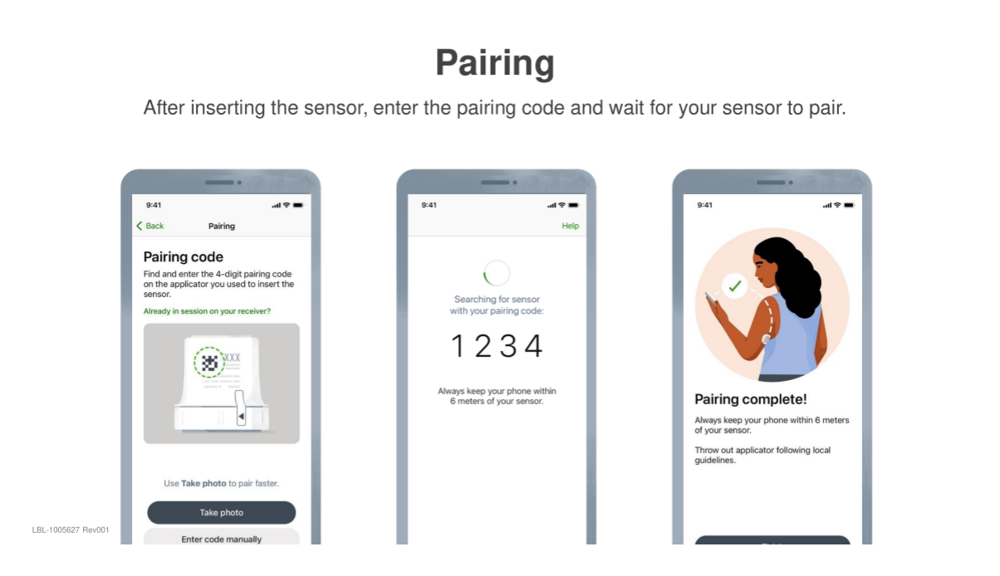 Pairing
After inserting the sensor, enter the pairing code and wait for your sensor to pair.
9:41
Back
Pairing
Pairing code
Find and enter the 4-digit pairing code
on the applicator you used to insert the
sensor.
Already in session on your receiver?
XXX
Use Take photo to pair faster.
Take photo
Enter code manually
9:41
Help
Searching for sensor
with your pairing code:
1 2 3 4
Always keep your phone within
6 meters of your sensor.
9:41
Pairing complete!
Always keep your phone within 6 meters
of your sensor.
Throw out applicator following local
guidelines.
LBL-1005627 Rev001